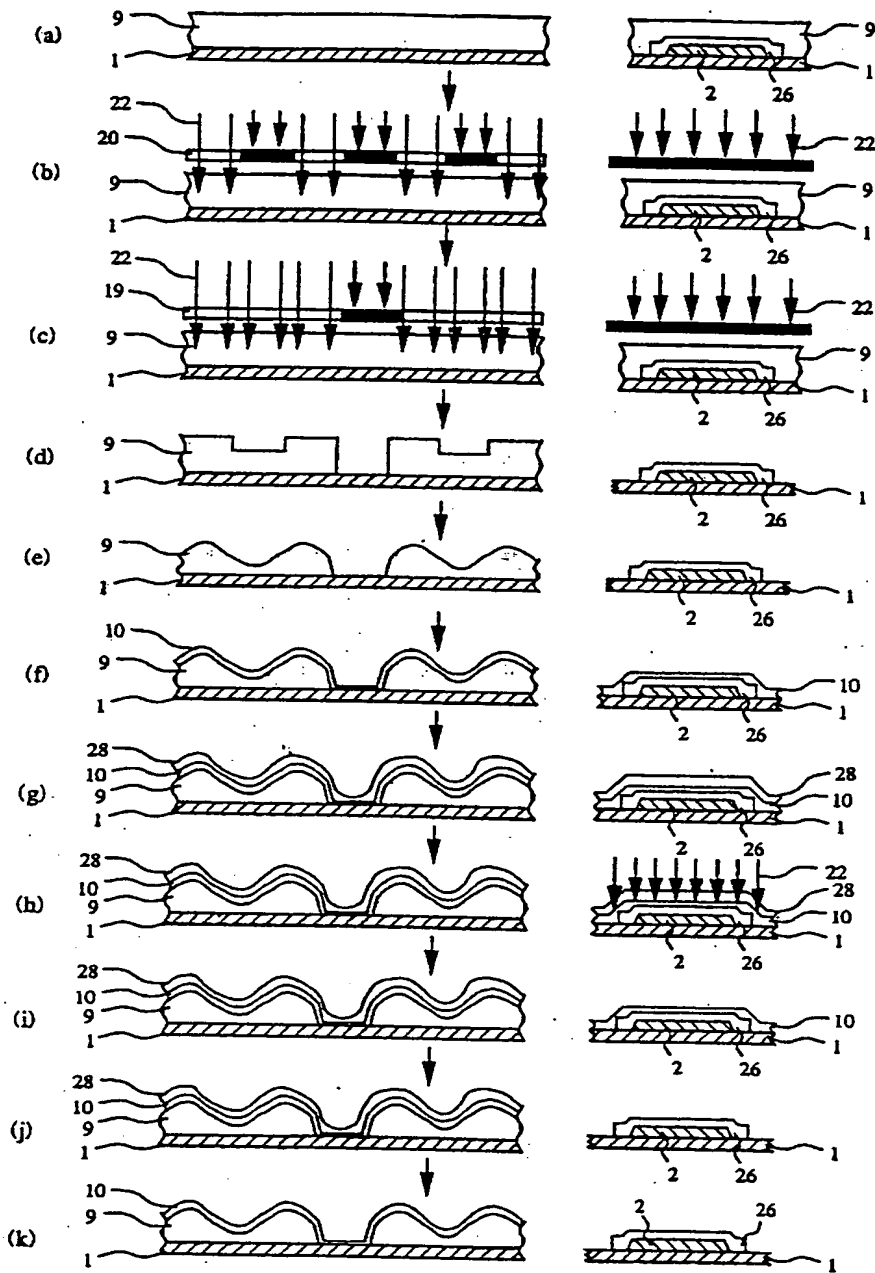 (a) 9 1 9 1 2 26
(b) 22 20 9 1 22 9 1 2 26
(c) 22 19 9 1 22 9 1 2 26
(d) 9 1 1 2 26
(e) 9 1 1 2 26
(f) 10 9 1 10 1 2 26
(g) 28 10 9 1 28 10 1 2 26
(h) 28 10 9 1 22 28 10 1 2 26
(i) 28 10 9 1 10 1 2 26
(j) 28 10 9 1 1 2 26
(k) 10 9 1 2 26 1